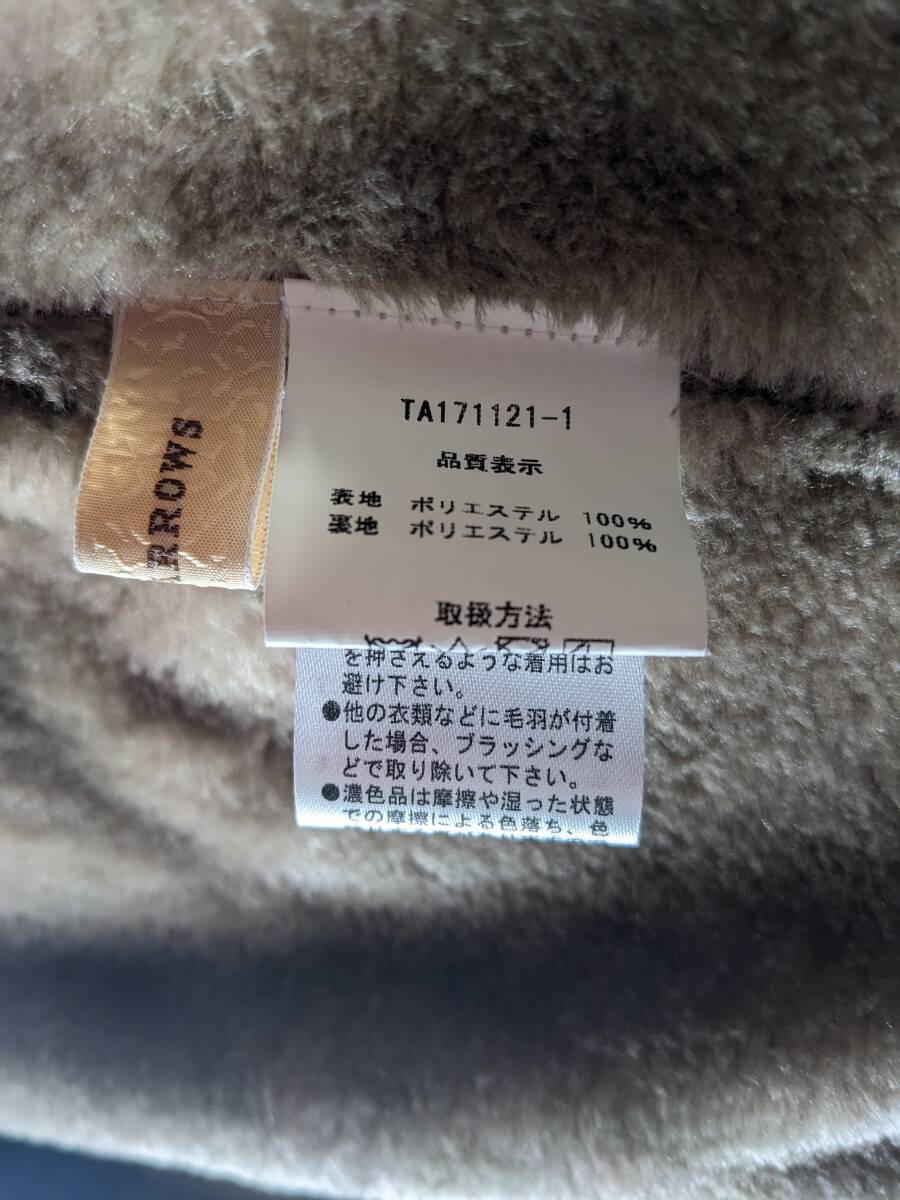 RROWS
TA171121-1
品質表示
表地 ポリエステル 100%
裏地 ポリエステル 100%
取扱方法
を押さえるような着用はお
避け下さい。
●他の衣類などに毛羽が付着
した場合、ブラッシングな
どで取り除いて下さい。
●濃色品は摩擦や湿った状態
での摩擦による色落ち、色